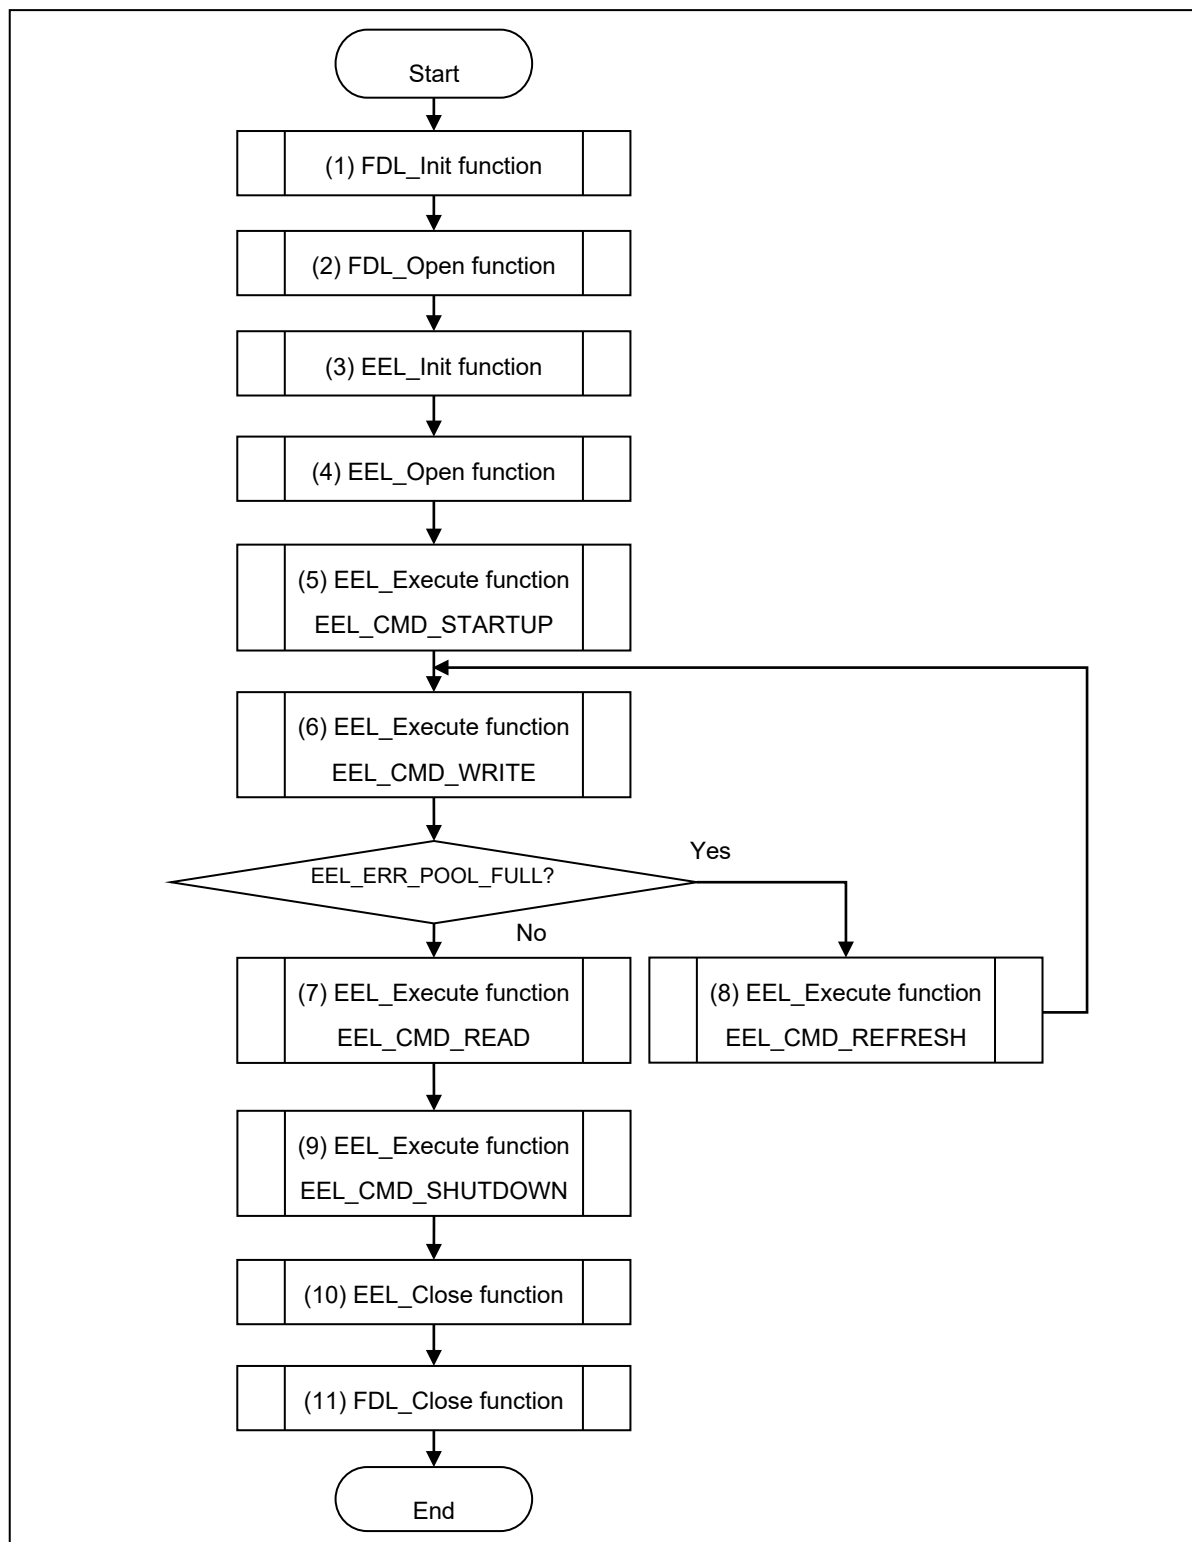 Start
(1) FDL_Init function
(2) FDL_Open function
(3) EEL_Init function
(4) EEL_Open function
(5) EEL_Execute function
EEL_CMD_STARTUP
(6) EEL_Execute function
EEL_CMD_WRITE
EEL_ERR_POOL_FULL?
Yes
No
(7) EEL_Execute function
EEL_CMD_READ
(8) EEL_Execute function
EEL_CMD_REFRESH
(9) EEL_Execute function
EEL_CMD_SHUTDOWN
(10) EEL_Close function
(11) FDL_Close function
End